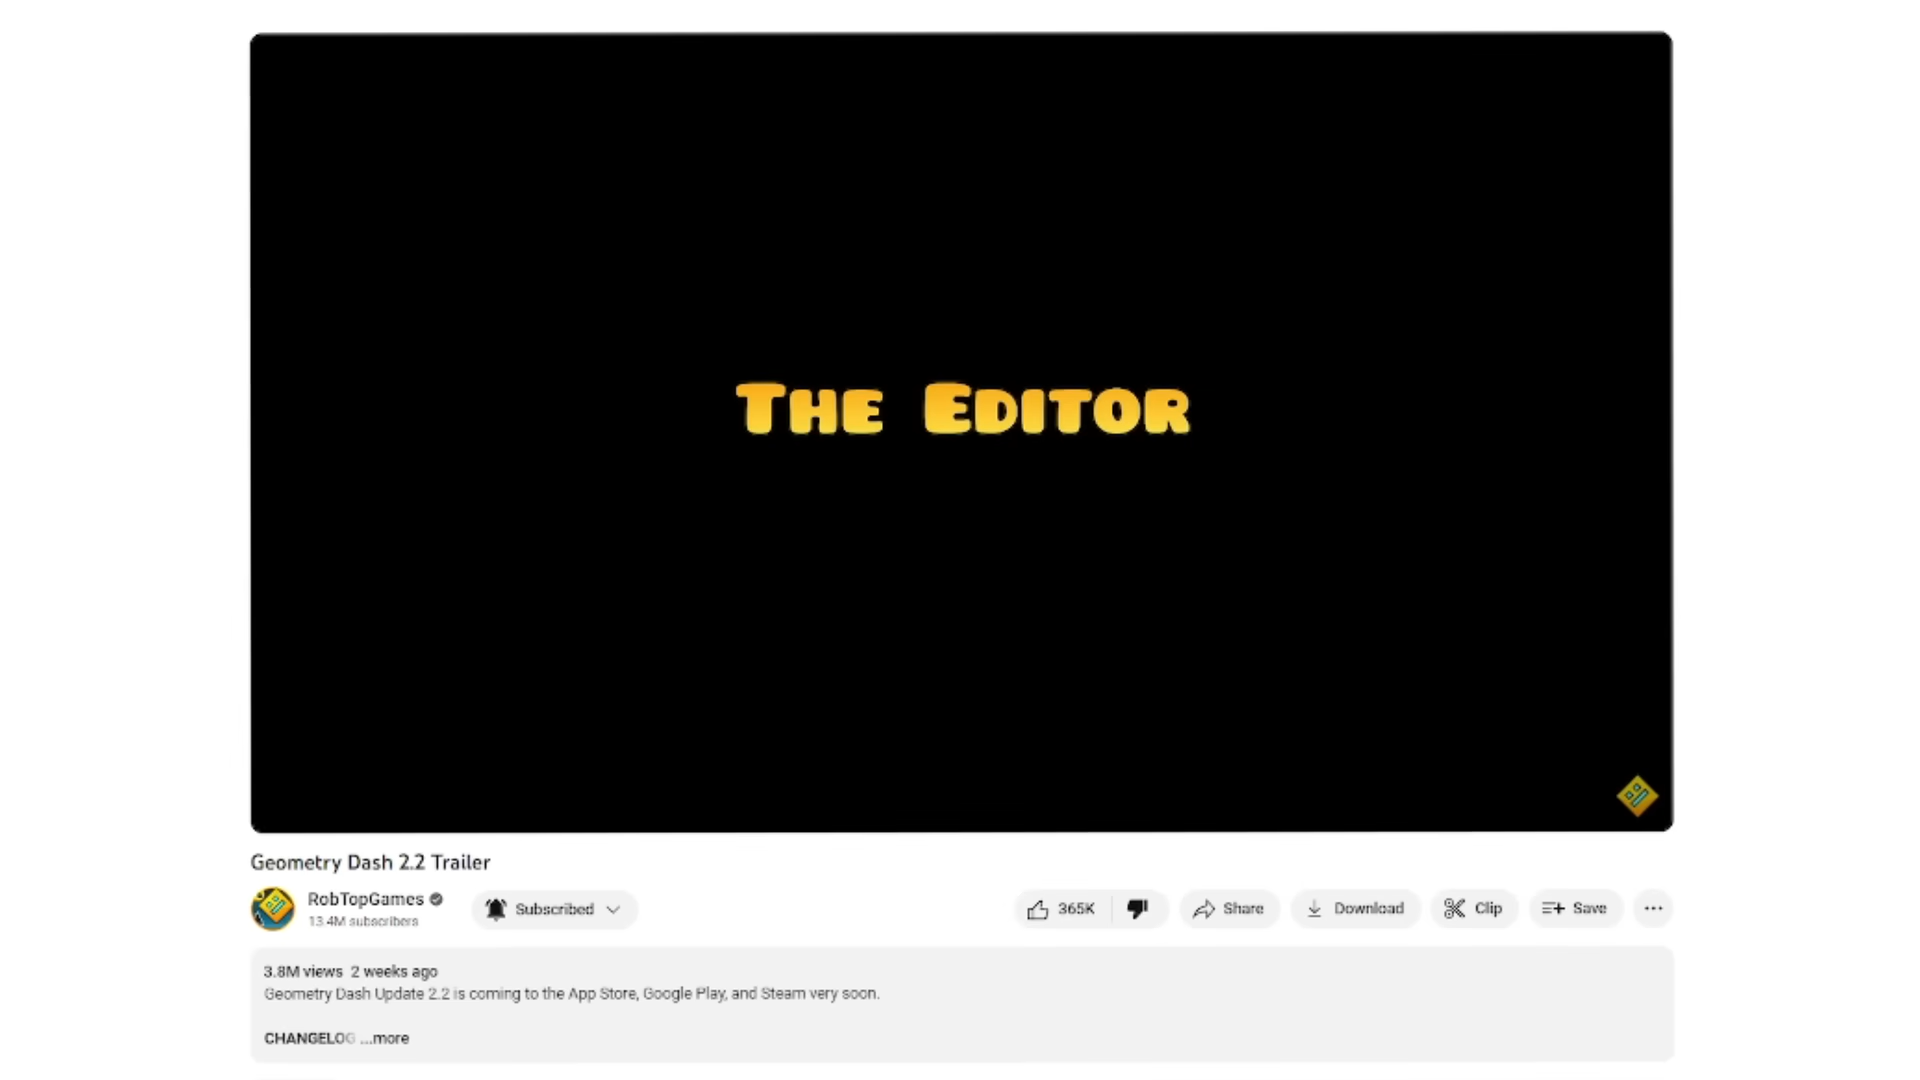 The Editor
Geometry Dash 2.2 Trailer
RobTopGames
13.4M subscribers
Subscribed
365K
Share
Download
Clip
Save
3.8M views 2 weeks ago
Geometry Dash Update 2.2 is coming to the App Store, Google Play, and Steam very soon.
CHANGELOG ...more